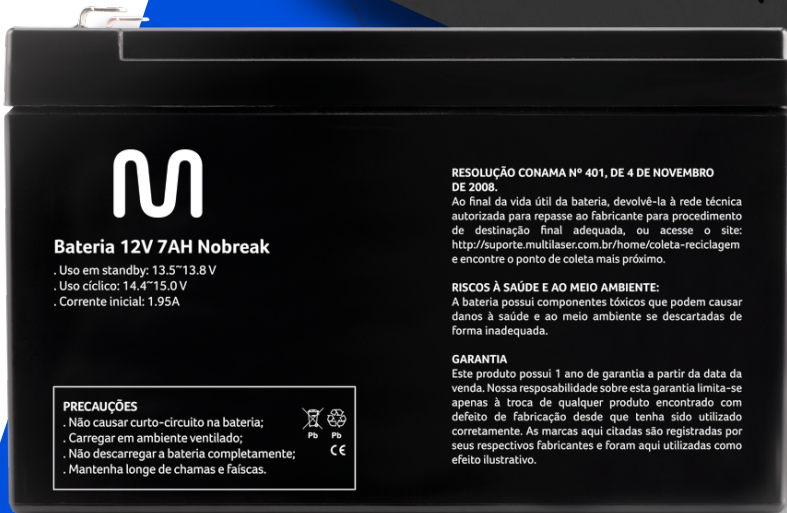 M
Bateria 12V 7AH Nobreak
. Uso em standby: 13.5~13.8 V
. Uso cíclico: 14.4~15.0 V
. Corrente inicial: 1.95A
PRECAUÇÕES
. Não causar curto-circuito na bateria;
. Carregar em ambiente ventilado;
. Não descarregar a bateria completamente;
. Mantenha longe de chamas e faíscas.
Pb Pb
CE
RESOLUÇÃO CONAMA Nº 401, DE 4 DE NOVEMBRO
DE 2008.
Ao final da vida útil da bateria, devolvê-la à rede técnica
autorizada para repasse ao fabricante para procedimento
de destinação final adequada, ou acesse o site:
http://suporte.multilaser.com.br/home/coleta-reciclagem
e encontre o ponto de coleta mais próximo.
RISCOS À SAÚDE E AO MEIO AMBIENTE:
A bateria possui componentes tóxicos que podem causar
danos à saúde e ao meio ambiente se descartadas de
forma inadequada.
GARANTIA
Este produto possui 1 ano de garantia a partir da data da
venda. Nossa resposabilidade sobre esta garantia limita-se
apenas à troca de qualquer produto encontrado com
defeito de fabricação desde que tenha sido utilizado
corretamente. As marcas aqui citadas são registradas por
seus respectivos fabricantes e foram aqui utilizadas como
efeito ilustrativo.